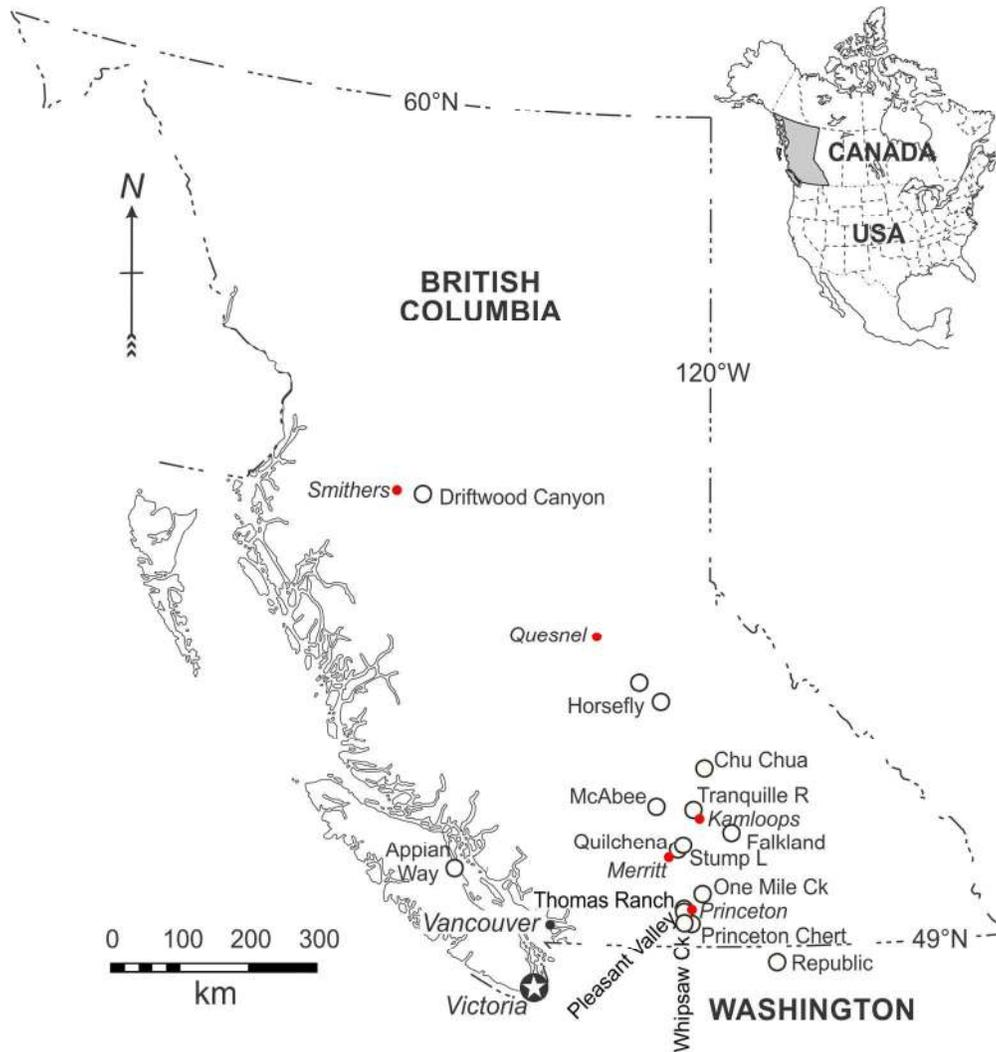 60°N
CANADA
USA
N
BRITISH
COLUMBIA
120°W
Smithers
Driftwood Canyon
Quesnel
Horsefly
Chu Chua
McAbee
Tranquille R
Kamloops
Falkland
Quilchena
Stump L
Merritt
Appian
Way
One Mile Ck
Thomas Ranch
Princeton
Vancouver
Princeton Chert
Pleasant Valley
Whipsaw Ck
49°N
Republic
0 100 200 300
km
Victoria
WASHINGTON